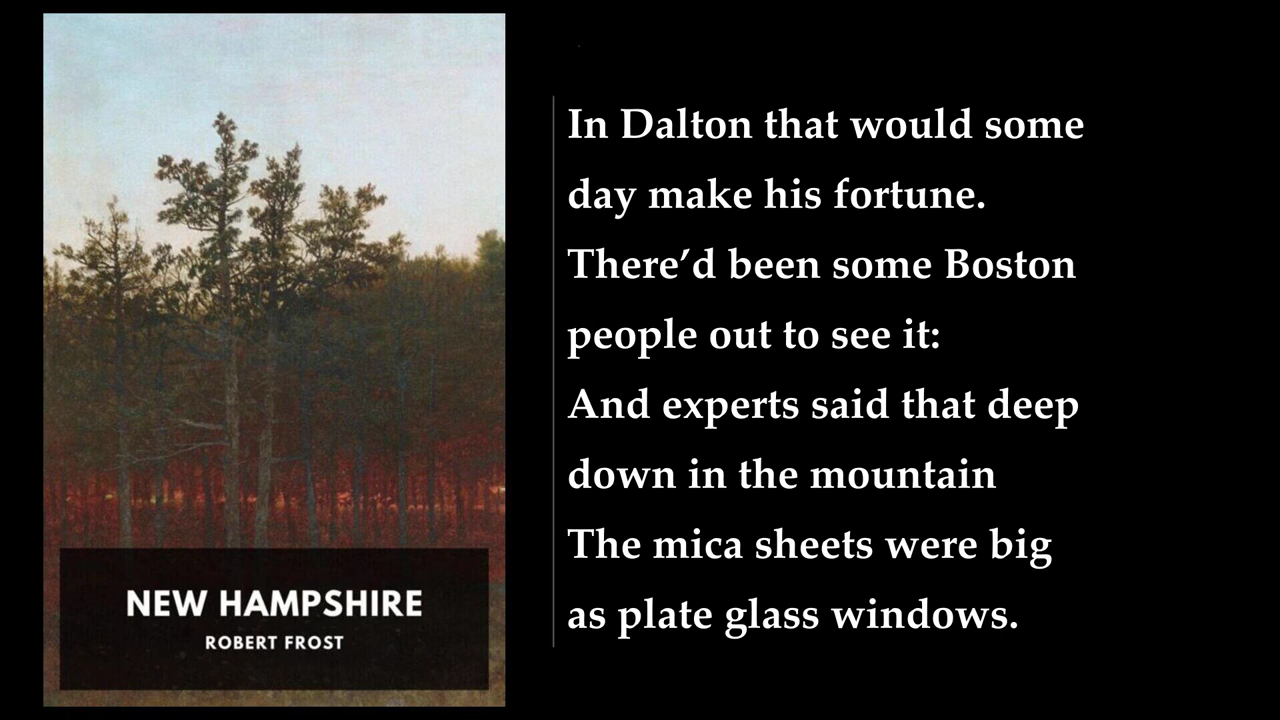 NEW HAMPSHIRE
ROBERT FROST
In Dalton that would some
day make his fortune.
There’d been some Boston
people out to see it:
And experts said that deep
down in the mountain
The mica sheets were big
as plate glass windows.